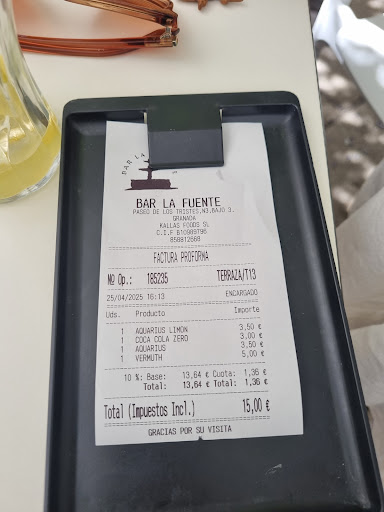 BAR LA FUENTE
PASEO DE LOS TRISTES,N3,BAJO 3.
GRANADA
KALLAS FOODS SL
C.I.F B10989796
858812668
FACTURA PROFORMA
Nº Op.: 185235 TERRAZA/T13
25/04/2025 16:13 ENCARGADO
Uds. Producto Importe
1 AQUARIUS LIMON 3,50 €
1 COCA COLA ZERO 3,00 €
1 AQUARIUS 3,50 €
1 VERMUTH 5,00 €
10 %: Base: 13,64 € Cuota: 1,36 €
Total: 13,64 € Total: 1,36 €
Total (Impuestos Incl.) 15,00 €
GRACIAS POR SU VISITA